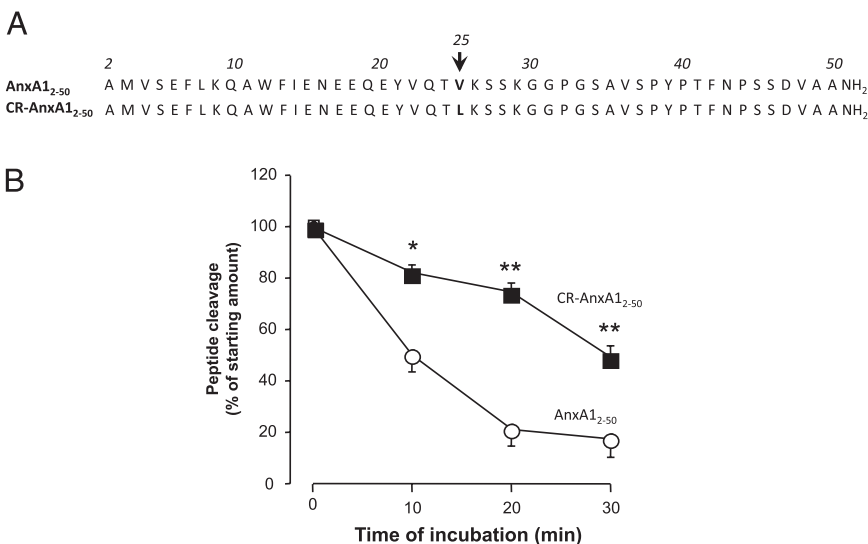 A
25
2 10 20 30 40 50
AnxA1₂₋₅₀ A M V S E F L K Q A W F I E N E E Q E Y V Q T V K S S K G G P G S A V S P Y P T F N P S S D V A A NH₂
CR-AnxA1₂₋₅₀ A M V S E F L K Q A W F I E N E E Q E Y V Q T L K S S K G G P G S A V S P Y P T F N P S S D V A A NH₂
B
Peptide cleavage
(% of starting amount)
120
100
80
60
40
20
0
*
**
**
CR-AnxA1₂₋₅₀
AnxA1₂₋₅₀
0 10 20 30
Time of incubation (min)